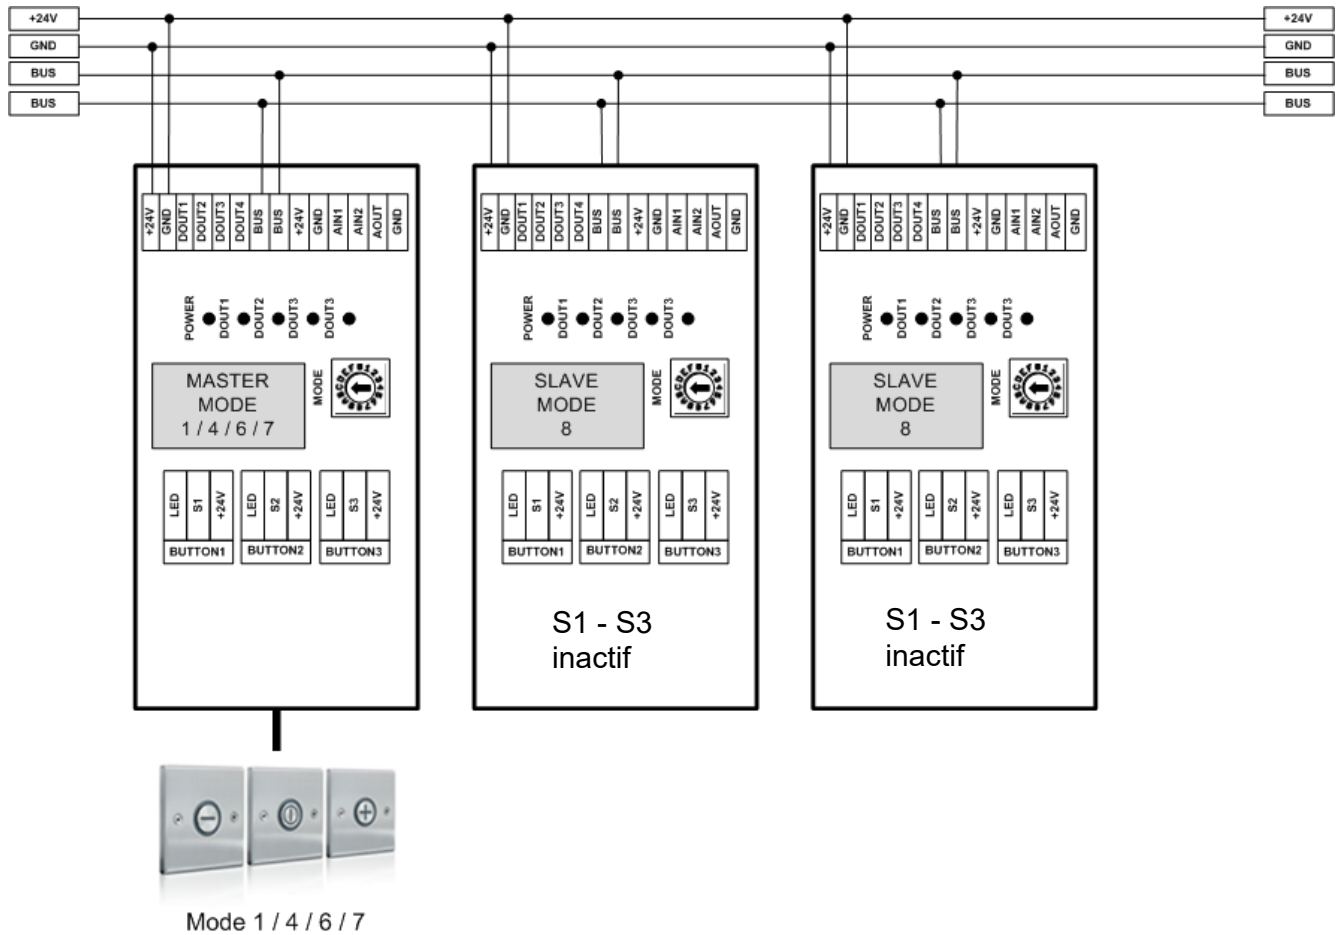 +24V
+24V
GND
GND
BUS
BUS
BUS
BUS
+24V GND DOUT1 DOUT2 DOUT3 DOUT4 BUS BUS +24V GND AIN1 AIN2 AOUT GND
+24V GND DOUT1 DOUT2 DOUT3 DOUT4 BUS BUS +24V GND AIN1 AIN2 AOUT GND
+24V GND DOUT1 DOUT2 DOUT3 DOUT4 BUS BUS +24V GND AIN1 AIN2 AOUT GND
POWER DOUT1 DOUT2 DOUT3 DOUT3
POWER DOUT1 DOUT2 DOUT3 DOUT3
POWER DOUT1 DOUT2 DOUT3 DOUT3
MASTER
MODE
1 / 4 / 6 / 7
MODE
SLAVE
MODE
8
MODE
SLAVE
MODE
8
MODE
LED S1 +24V LED S2 +24V LED S3 +24V
BUTTON1 BUTTON2 BUTTON3
LED S1 +24V LED S2 +24V LED S3 +24V
BUTTON1 BUTTON2 BUTTON3
LED S1 +24V LED S2 +24V LED S3 +24V
BUTTON1 BUTTON2 BUTTON3
S1 - S3
inactif
S1 - S3
inactif
Mode 1 / 4 / 6 / 7